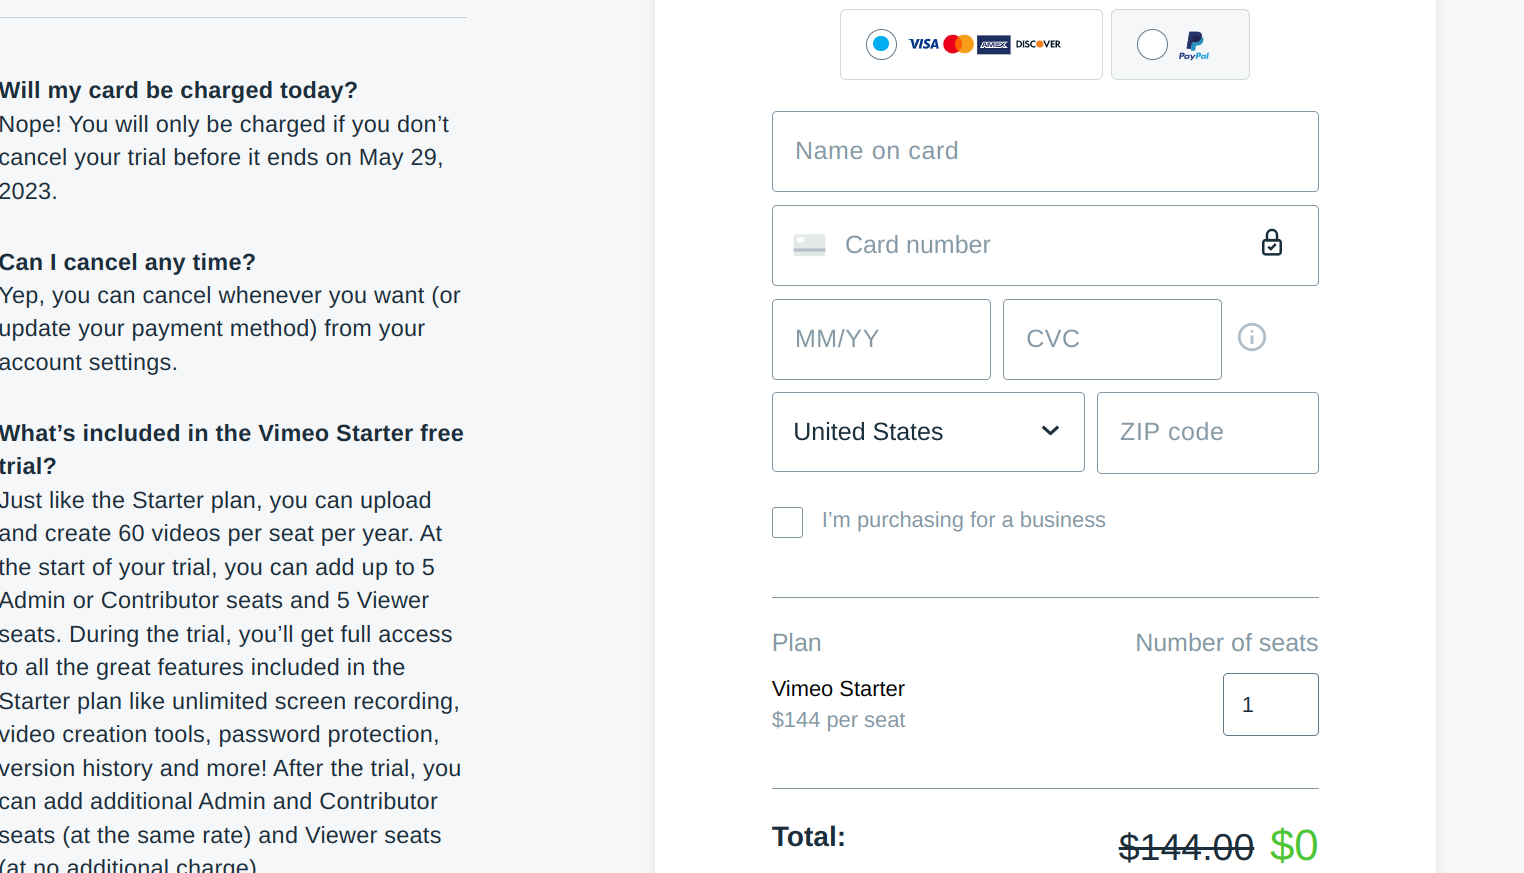 Will my card be charged today?
Nope! You will only be charged if you don’t
cancel your trial before it ends on May 29,
2023.
Can I cancel any time?
Yep, you can cancel whenever you want (or
update your payment method) from your
account settings.
What’s included in the Vimeo Starter free
trial?
Just like the Starter plan, you can upload
and create 60 videos per seat per year. At
the start of your trial, you can add up to 5
Admin or Contributor seats and 5 Viewer
seats. During the trial, you’ll get full access
to all the great features included in the
Starter plan like unlimited screen recording,
video creation tools, password protection,
version history and more! After the trial, you
can add additional Admin and Contributor
seats (at the same rate) and Viewer seats
(at no additional charge)
VISA AMEX DISCOVER PayPal
Name on card
Card number
MM/YY CVC
United States ZIP code
I’m purchasing for a business
Plan Number of seats
Vimeo Starter 1
$144 per seat
Total: $144.00 $0